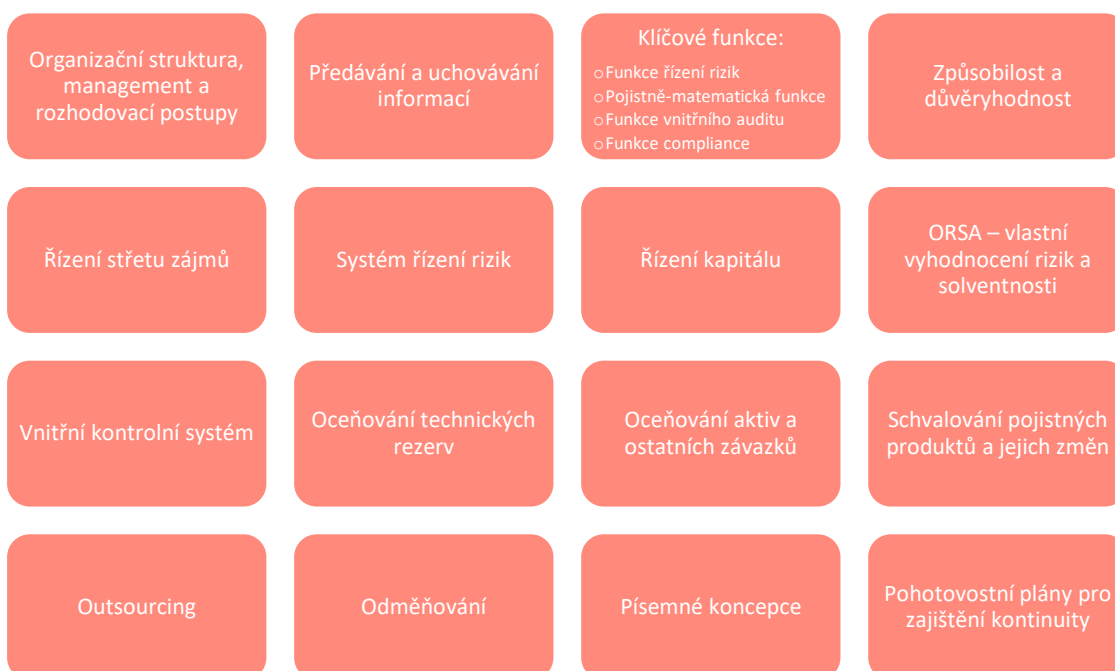 Organizační struktura,
management a
rozhodovací postupy
Předávání a uchovávání
informací
Klíčové funkce:
o Funkce řízení rizik
o Pojistně-matematická funkce
o Funkce vnitřního auditu
o Funkce compliance
Způsobilost a
důvěryhodnost
Řízení střetu zájmů
Systém řízení rizik
Řízení kapitálu
ORSA – vlastní
vyhodnocení rizik a
solventnosti
Vnitřní kontrolní systém
Oceňování technických
rezerv
Oceňování aktiv a
ostatních závazků
Schvalování pojistných
produktů a jejich změn
Outsourcing
Odměňování
Písemné koncepce
Pohotovostní plány pro
zajištění kontinuity